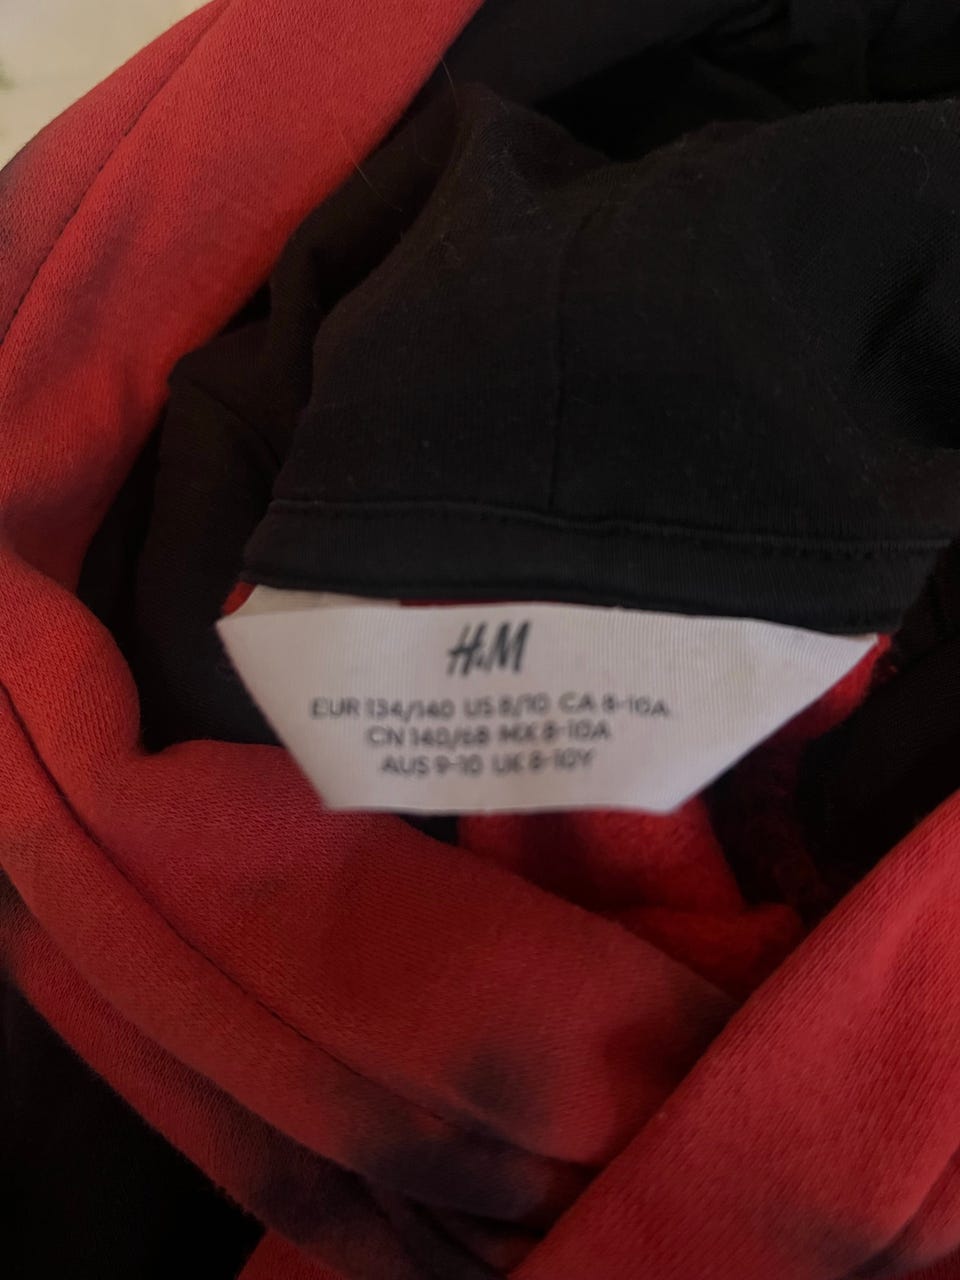 H&M
EUR 134/140 US 8/10 CA 8-10A
CN 140/68 MX 8-10A
AUS 9-10 UK 8-10Y